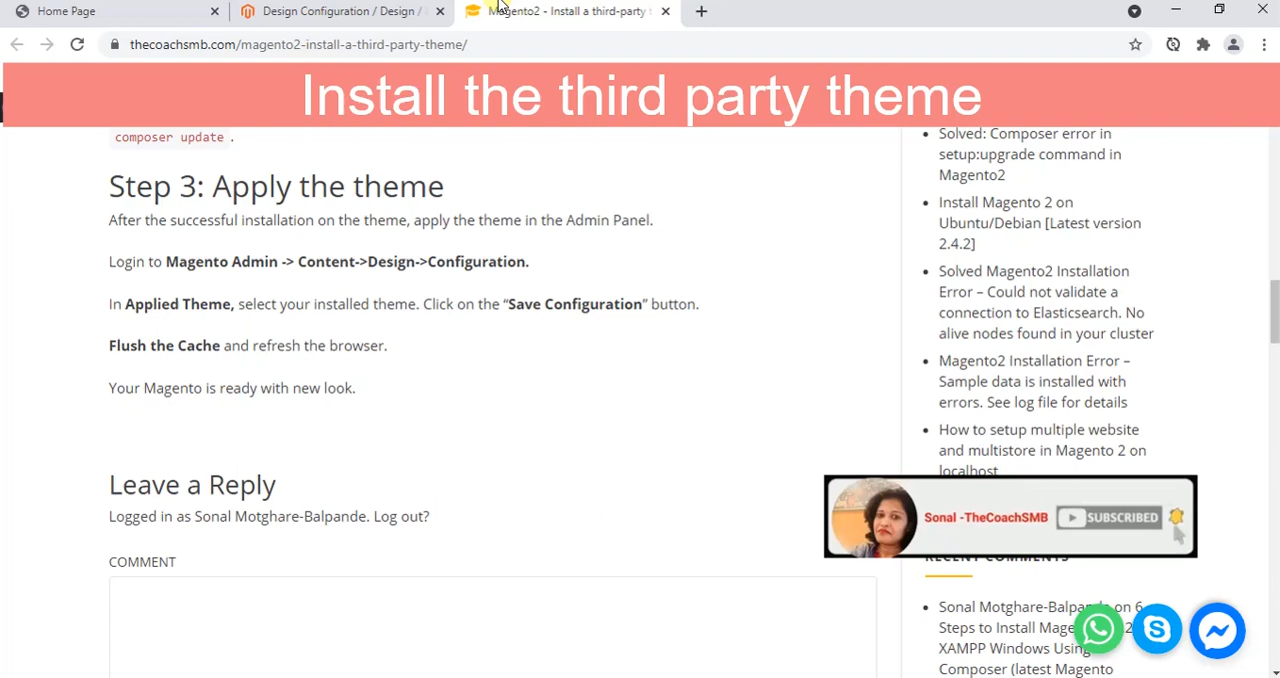 Home Page
Design Configuration / Design /
Magento2 - Install a third-party
thecoachsmb.com/magento2-install-a-third-party-theme/
Install the third party theme
composer update .
Step 3: Apply the theme
After the successful installation on the theme, apply the theme in the Admin Panel.
Login to Magento Admin -> Content->Design->Configuration.
In Applied Theme, select your installed theme. Click on the “Save Configuration” button.
Flush the Cache and refresh the browser.
Your Magento is ready with new look.
Leave a Reply
Logged in as Sonal Motghare-Balpande. Log out?
COMMENT
Solved: Composer error in
setup:upgrade command in
Magento2
Install Magento 2 on
Ubuntu/Debian [Latest version
2.4.2]
Solved Magento2 Installation
Error – Could not validate a
connection to Elasticsearch. No
alive nodes found in your cluster
Magento2 Installation Error –
Sample data is installed with
errors. See log file for details
How to setup multiple website
and multistore in Magento 2 on
localhost
Sonal -TheCoachSMB
SUBSCRIBED
RECENT COMMENTS
Sonal Motghare-Balpande on 6
Steps to Install
XAMPP Windows Using
Composer (latest Magento